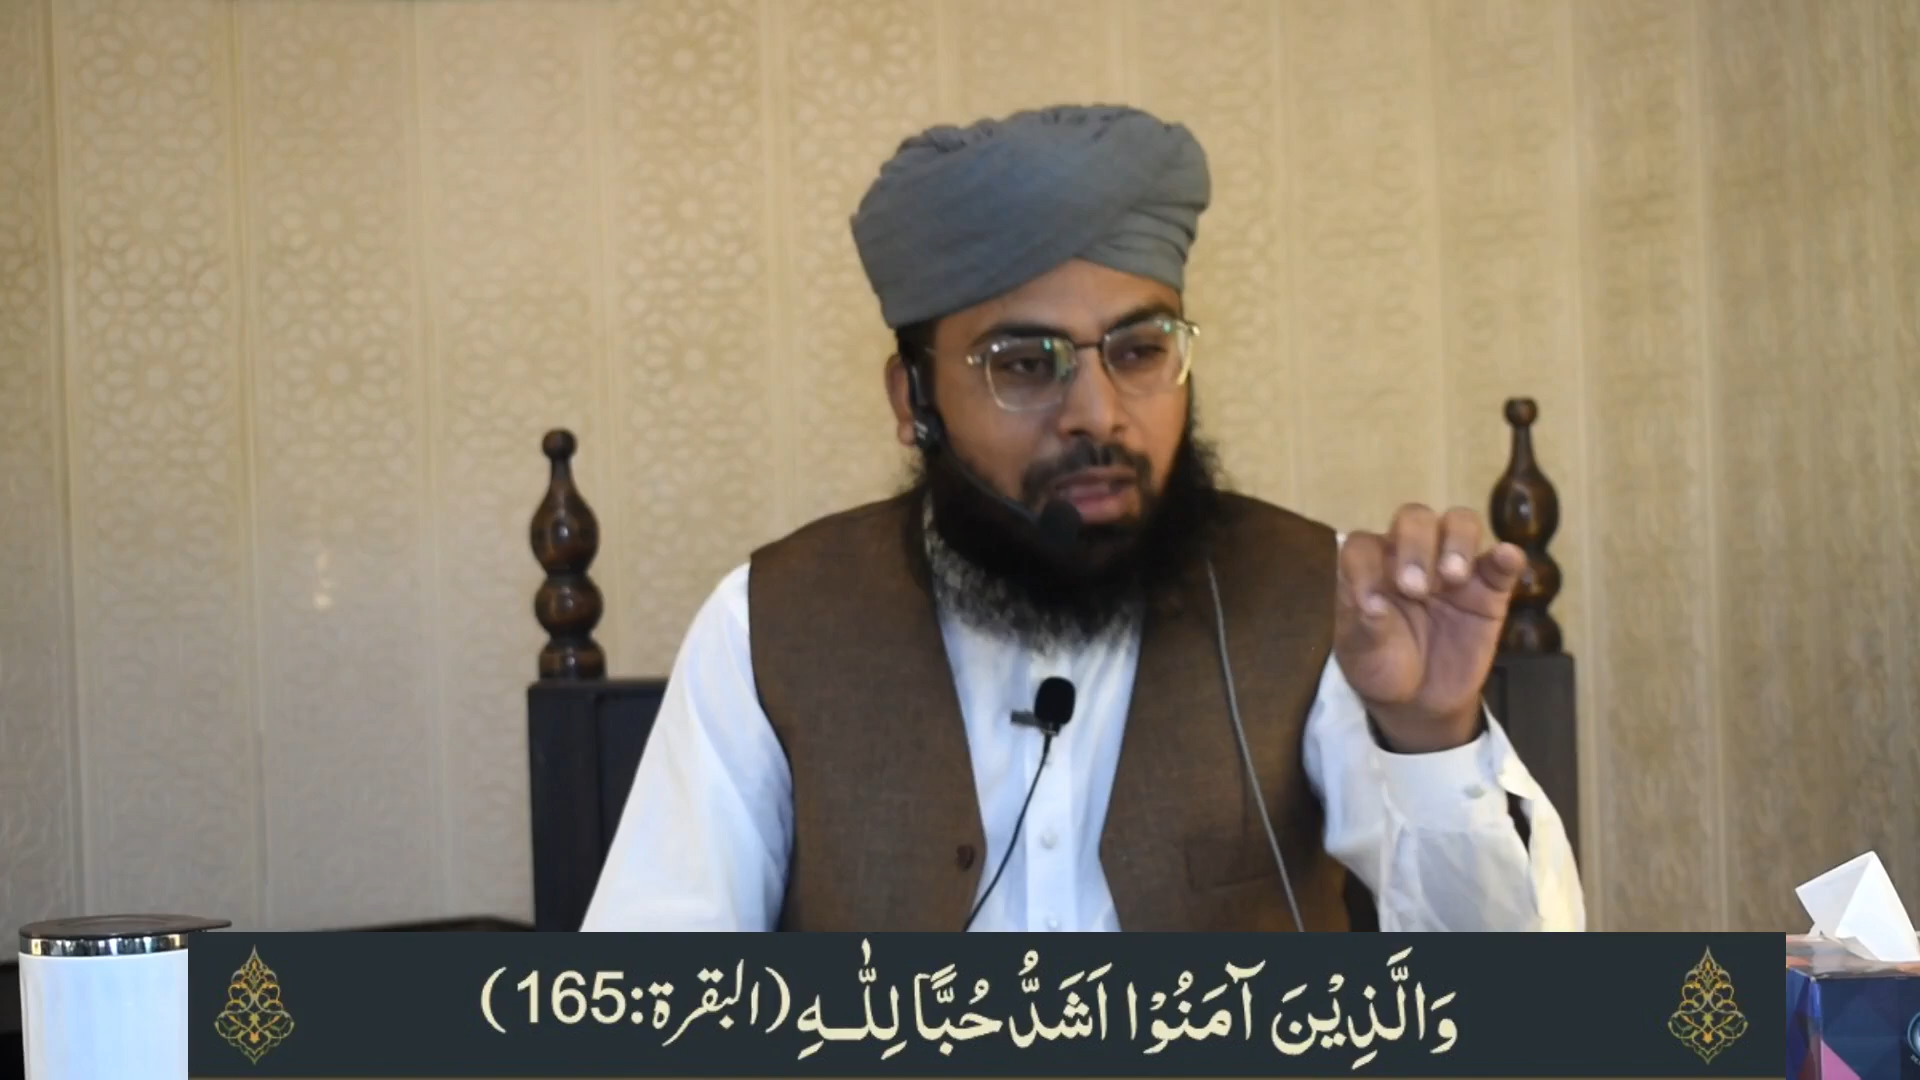 وَالَّذِيْنَ آمَنُوْا اَشَدُّ حُبًّا لِلّٰهِ (البقرة:165)